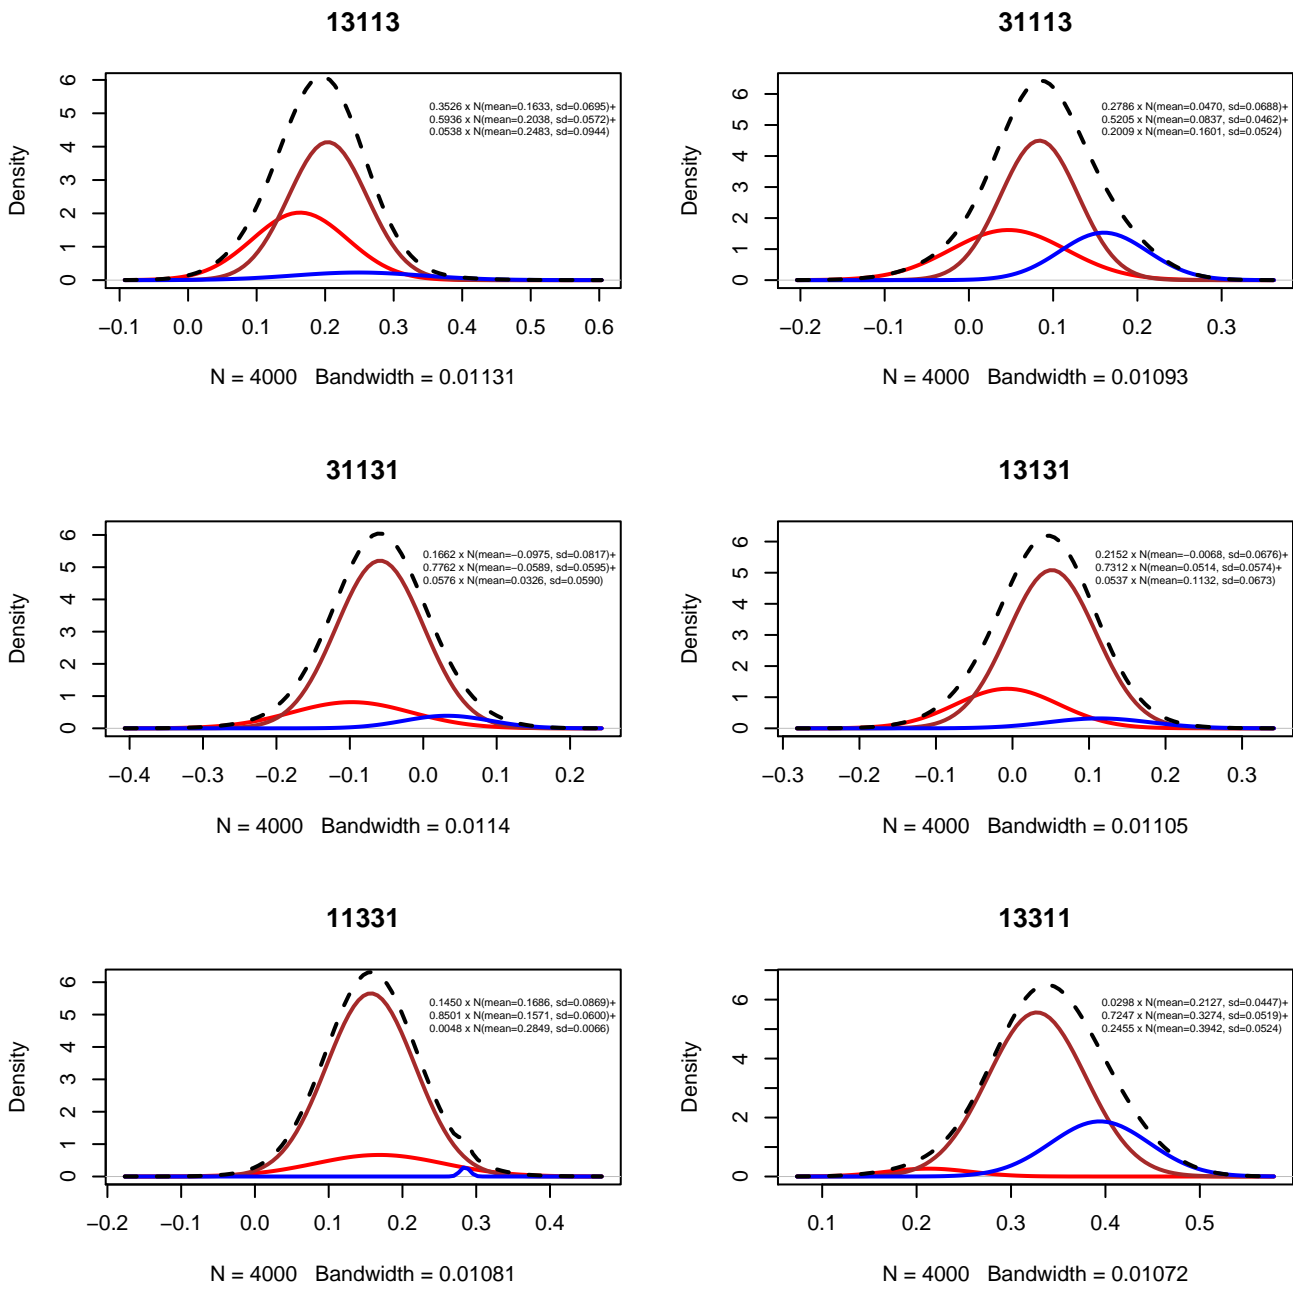 13113
Density
0 1 2 3 4 5 6
0.3526 x N(mean=0.1633, sd=0.0695)+
0.5936 x N(mean=0.2038, sd=0.0572)+
0.0538 x N(mean=0.2483, sd=0.0944)
−0.1 0.0 0.1 0.2 0.3 0.4 0.5 0.6
N = 4000 Bandwidth = 0.01131
31113
Density
0 1 2 3 4 5 6
0.2786 x N(mean=0.0470, sd=0.0688)+
0.5205 x N(mean=0.0837, sd=0.0462)+
0.2009 x N(mean=0.1601, sd=0.0524)
−0.2 −0.1 0.0 0.1 0.2 0.3
N = 4000 Bandwidth = 0.01093
31131
Density
0 1 2 3 4 5 6
0.1662 x N(mean=−0.0975, sd=0.0817)+
0.7762 x N(mean=−0.0589, sd=0.0595)+
0.0576 x N(mean=0.0326, sd=0.0590)
−0.4 −0.3 −0.2 −0.1 0.0 0.1 0.2
N = 4000 Bandwidth = 0.0114
13131
Density
0 1 2 3 4 5 6
0.2152 x N(mean=−0.0068, sd=0.0676)+
0.7312 x N(mean=0.0514, sd=0.0574)+
0.0537 x N(mean=0.1132, sd=0.0673)
−0.3 −0.2 −0.1 0.0 0.1 0.2 0.3
N = 4000 Bandwidth = 0.01105
11331
Density
0 1 2 3 4 5 6
0.1450 x N(mean=0.1686, sd=0.0869)+
0.8501 x N(mean=0.1571, sd=0.0600)+
0.0048 x N(mean=0.2849, sd=0.0066)
−0.2 −0.1 0.0 0.1 0.2 0.3 0.4
N = 4000 Bandwidth = 0.01081
13311
Density
0 2 4 6
0.0298 x N(mean=0.2127, sd=0.0447)+
0.7247 x N(mean=0.3274, sd=0.0519)+
0.2455 x N(mean=0.3942, sd=0.0524)
0.1 0.2 0.3 0.4 0.5
N = 4000 Bandwidth = 0.01072